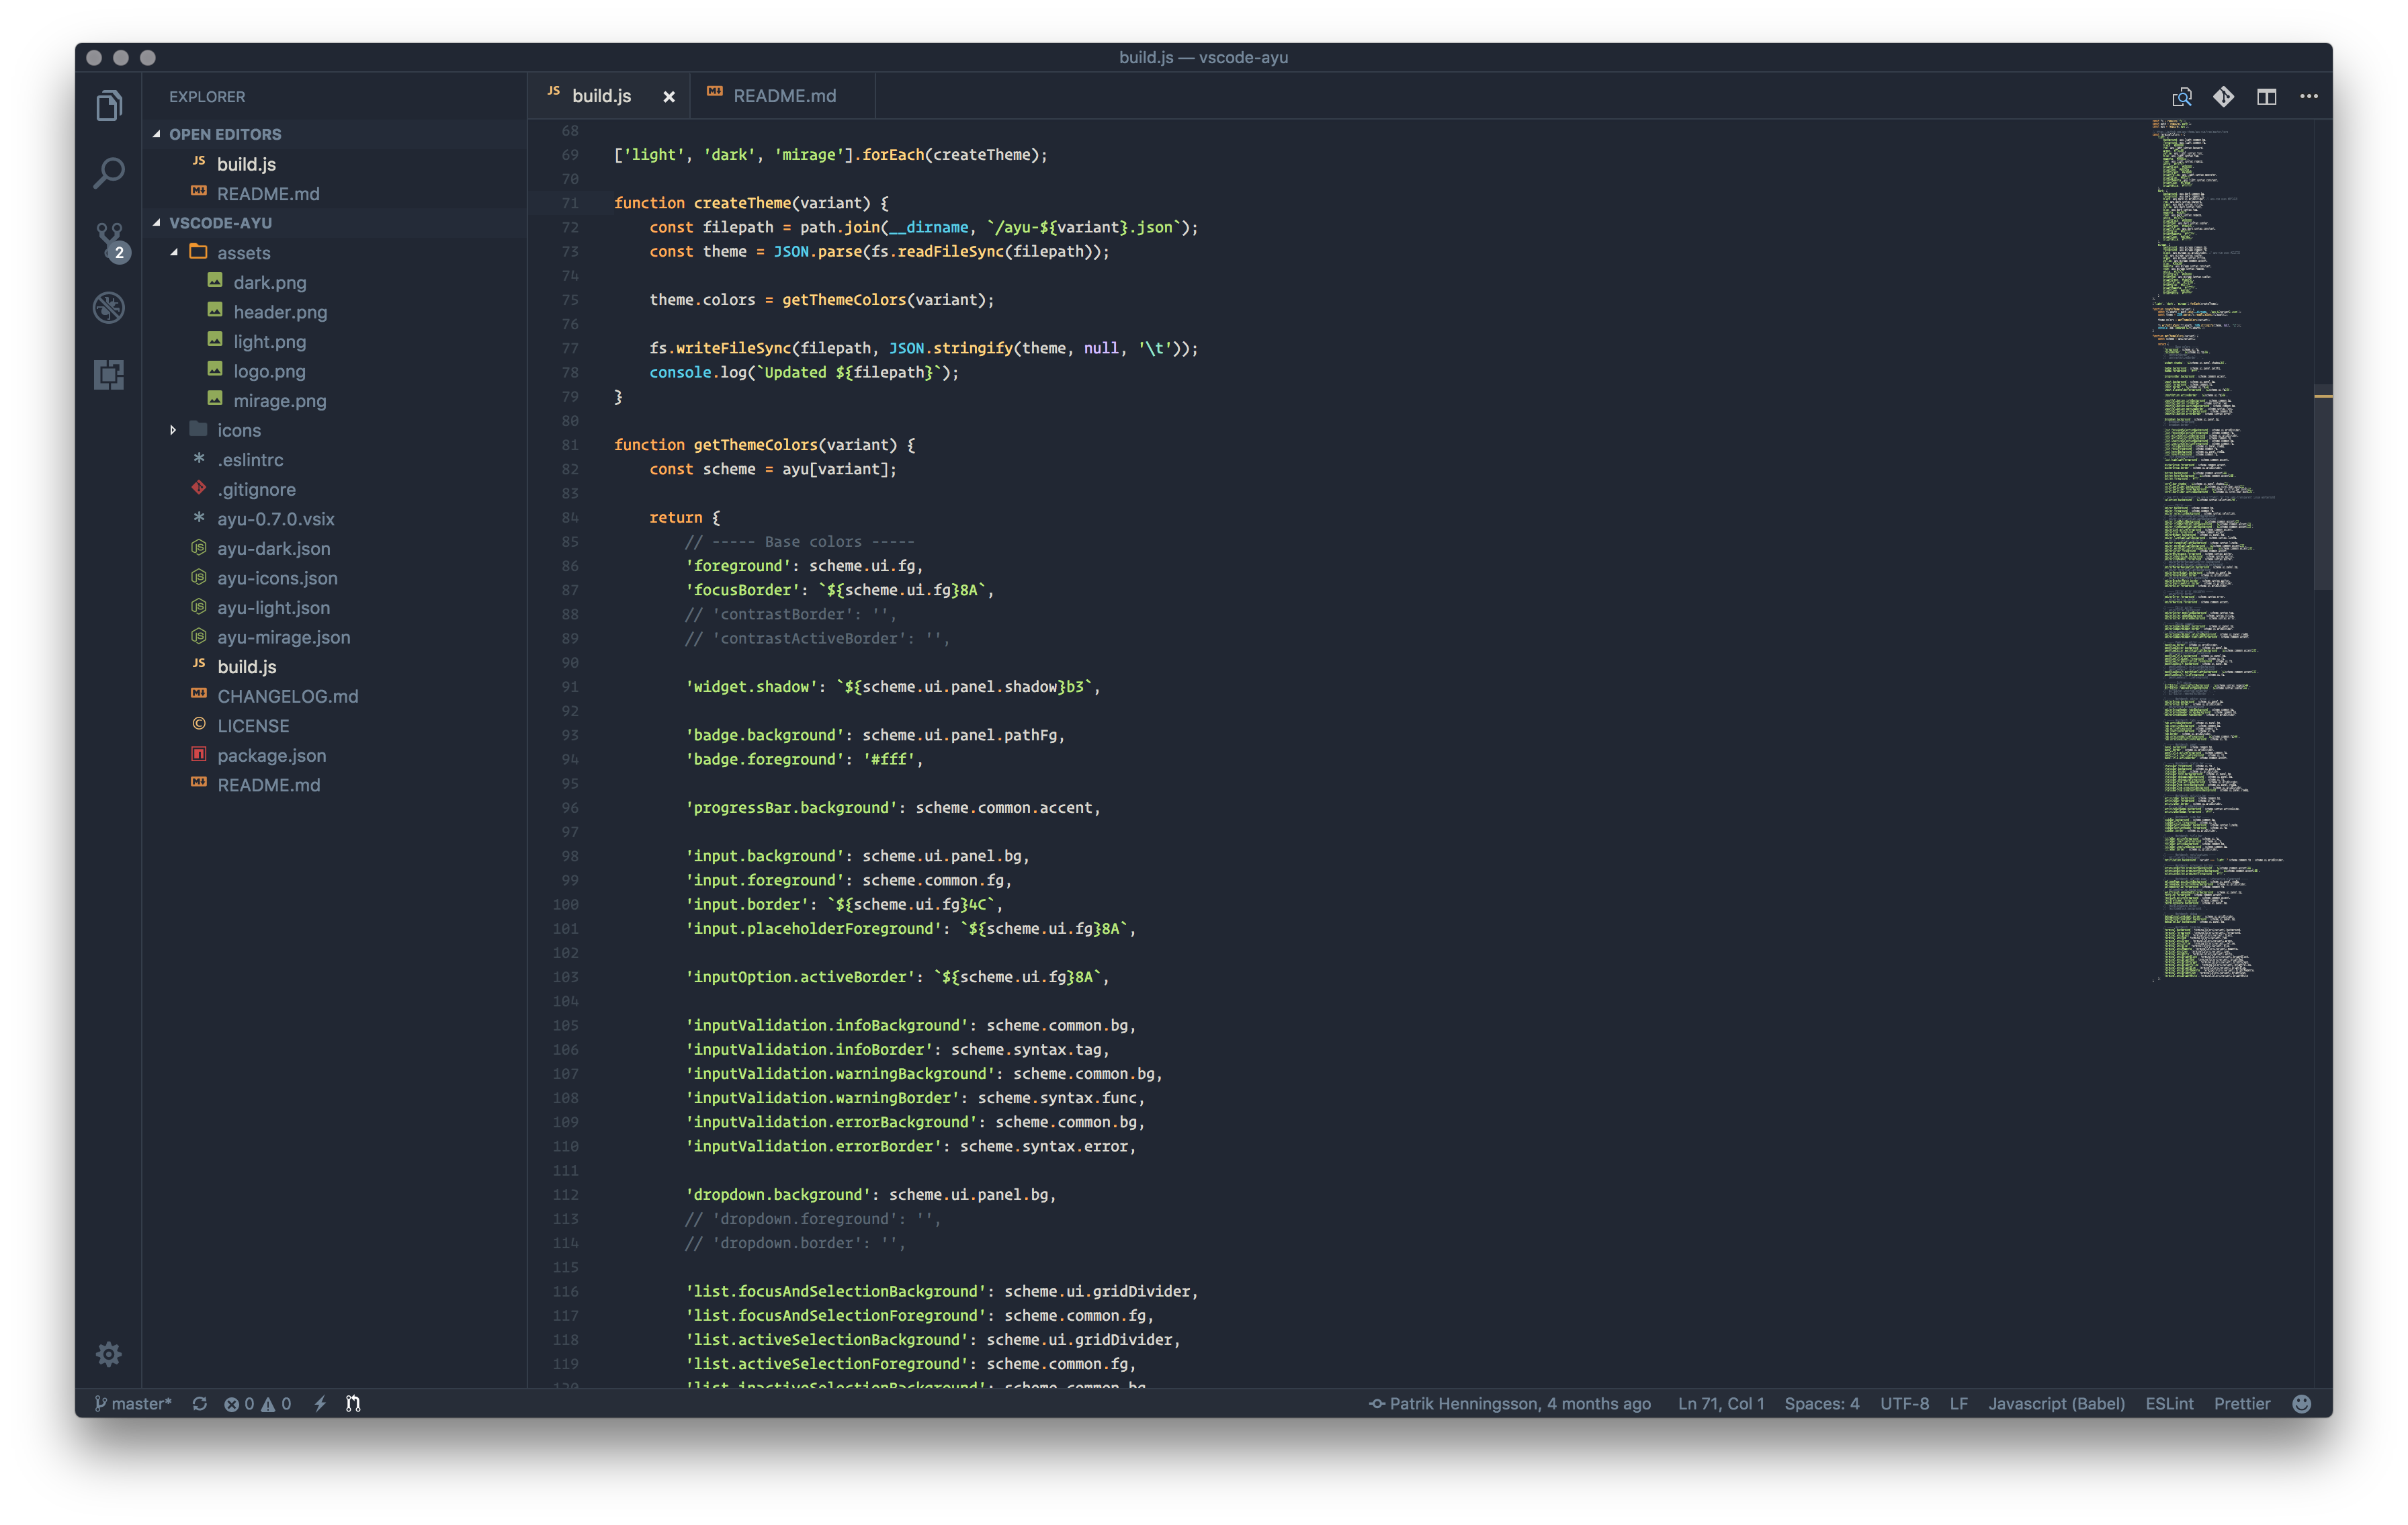 build.js — vscode-ayu
EXPLORER
OPEN EDITORS
JS build.js
README.md
VSCODE-AYU
2
assets
dark.png
header.png
light.png
logo.png
mirage.png
icons
* .eslintrc
.gitignore
* ayu-0.7.0.vsix
ayu-dark.json
ayu-icons.json
ayu-light.json
ayu-mirage.json
JS build.js
CHANGELOG.md
LICENSE
package.json
README.md
JS build.js
README.md
68
69 ['light', 'dark', 'mirage'].forEach(createTheme);
70
71 function createTheme(variant) {
72 const filepath = path.join(__dirname, `/ayu-${variant}.json`);
73 const theme = JSON.parse(fs.readFileSync(filepath));
74
75 theme.colors = getThemeColors(variant);
76
77 fs.writeFileSync(filepath, JSON.stringify(theme, null, '\t'));
78 console.log(`Updated ${filepath}`);
79 }
80
81 function getThemeColors(variant) {
82 const scheme = ayu[variant];
83
84 return {
85 // ----- Base colors -----
86 'foreground': scheme.ui.fg,
87 'focusBorder': `${scheme.ui.fg}8A`,
88 // 'contrastBorder': '',
89 // 'contrastActiveBorder': '',
90
91 'widget.shadow': `${scheme.ui.panel.shadow}b3`,
92
93 'badge.background': scheme.ui.panel.pathFg,
94 'badge.foreground': '#fff',
95
96 'progressBar.background': scheme.common.accent,
97
98 'input.background': scheme.ui.panel.bg,
99 'input.foreground': scheme.common.fg,
100 'input.border': `${scheme.ui.fg}4C`,
101 'input.placeholderForeground': `${scheme.ui.fg}8A`,
102
103 'inputOption.activeBorder': `${scheme.ui.fg}8A`,
104
105 'inputValidation.infoBackground': scheme.common.bg,
106 'inputValidation.infoBorder': scheme.syntax.tag,
107 'inputValidation.warningBackground': scheme.common.bg,
108 'inputValidation.warningBorder': scheme.syntax.func,
109 'inputValidation.errorBackground': scheme.common.bg,
110 'inputValidation.errorBorder': scheme.syntax.error,
111
112 'dropdown.background': scheme.ui.panel.bg,
113 // 'dropdown.foreground': '',
114 // 'dropdown.border': '',
115
116 'list.focusAndSelectionBackground': scheme.ui.gridDivider,
117 'list.focusAndSelectionForeground': scheme.common.fg,
118 'list.activeSelectionBackground': scheme.ui.gridDivider,
119 'list.activeSelectionForeground': scheme.common.fg,
120 'list.inactiveSelectionBackground': scheme.common.bg,
master* 0 0 Patrik Henningsson, 4 months ago Ln 71, Col 1 Spaces: 4 UTF-8 LF Javascript (Babel) ESLint Prettier